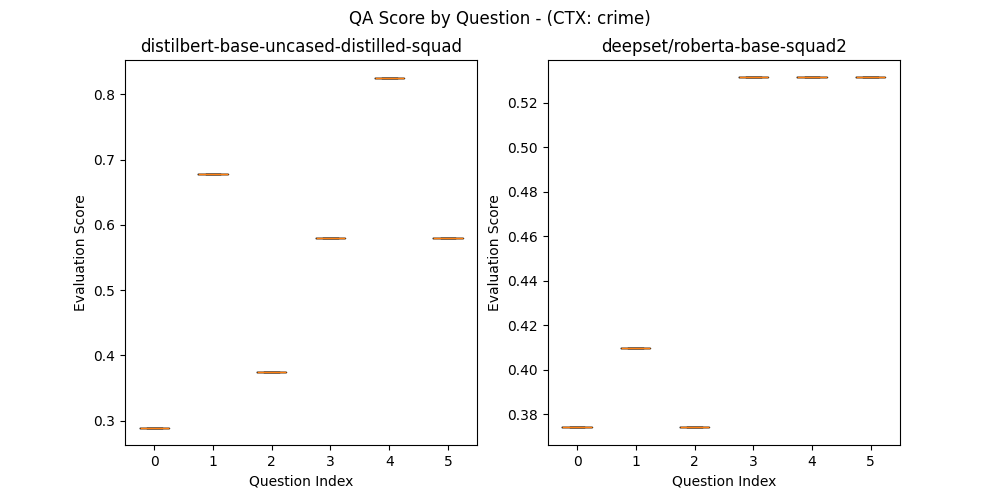 QA Score by Question - (CTX: crime)
distilbert-base-uncased-distilled-squad
Evaluation Score
0.8
0.7
0.6
0.5
0.4
0.3
0 1 2 3 4 5
Question Index
deepset/roberta-base-squad2
Evaluation Score
0.52
0.50
0.48
0.46
0.44
0.42
0.40
0.38
0 1 2 3 4 5
Question Index